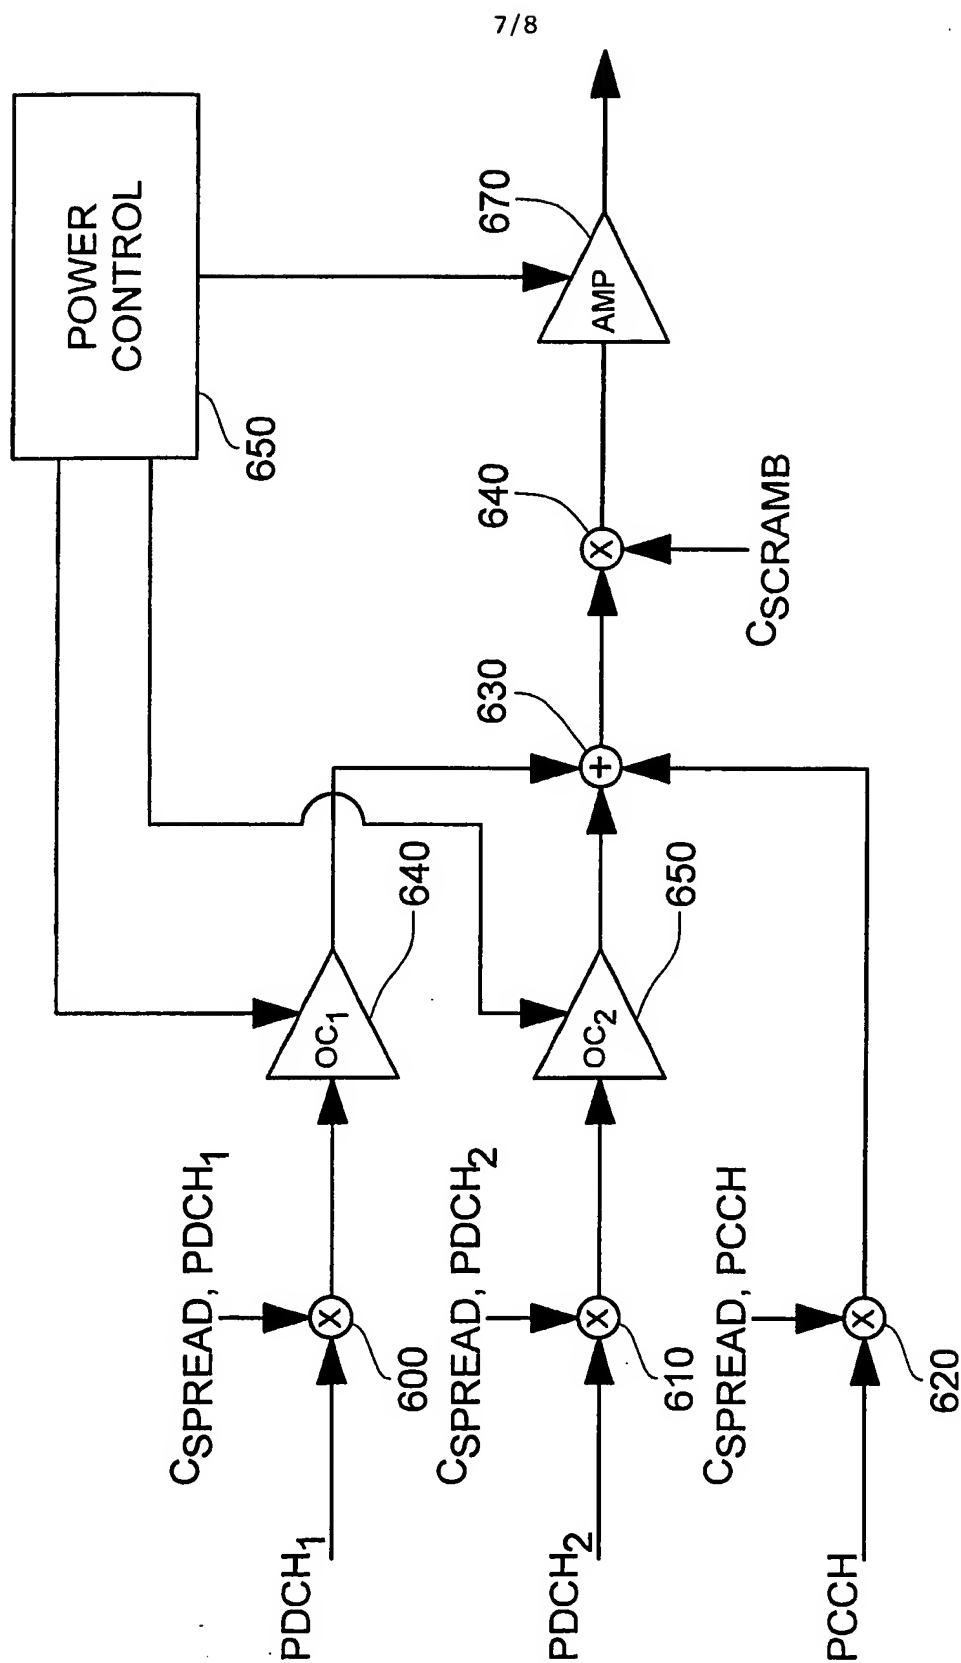 7/8
POWER
CONTROL
650
670
AMP
640
CSCRAMB
630
640
OC1
650
OC2
CSPREAD, PDCH1
600
PDCH1
CSPREAD, PDCH2
610
PDCH2
CSPREAD, PCCH
620
PCCH